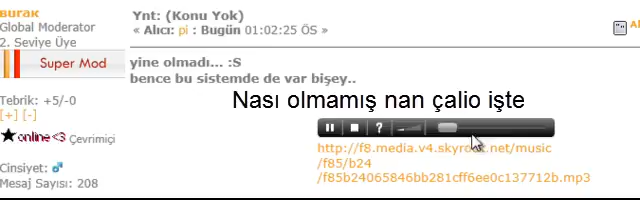 BURAK
Global Moderator
2. Seviye Üye
Super Mod
Tebrik: +5/-0
[+] [-]
online<3 Çevrimiçi
Cinsiyet:
Mesaj Sayısı: 208
Ynt: (Konu Yok)
« Alıcı: pi : Bugün 01:02:25 ÖS »
Al
yine olmadı... :S
bence bu sistemde de var bişey..
Nası olmamış nan çalio işte
?
http://f8.media.v4.skyrock.net/music
/f85/b24
/f85b24065846bb281cff6ee0c137712b.mp3